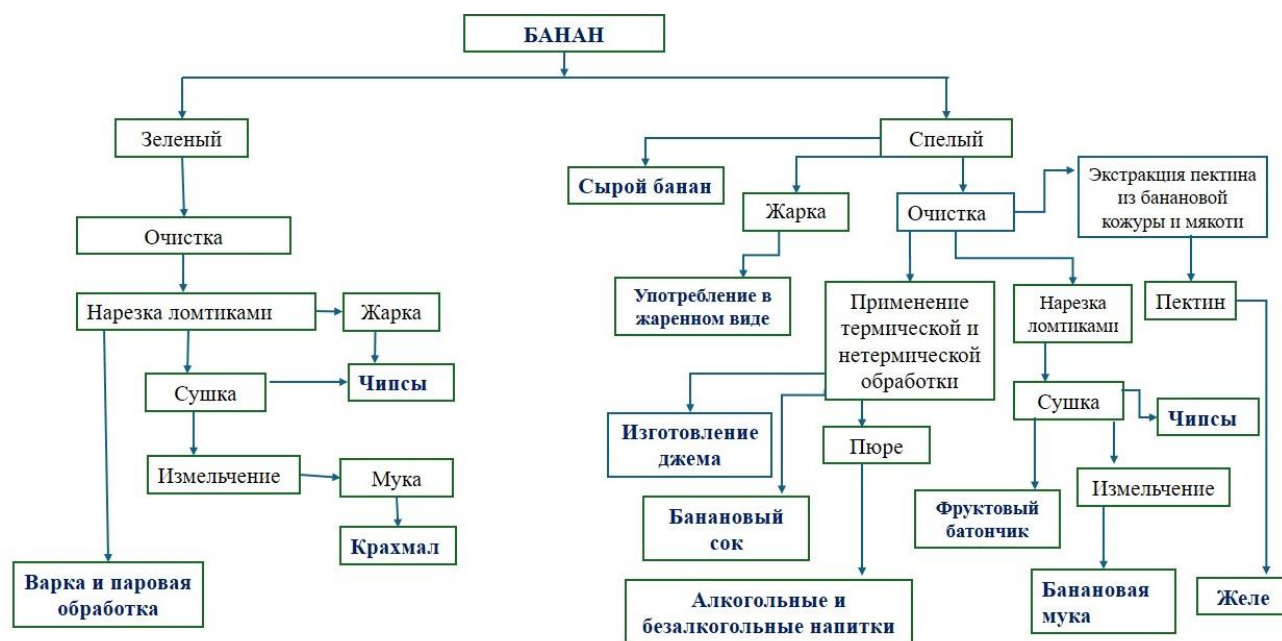 БАНАН
Зеленый
Спелый
Сырой банан
Экстракция пектина
из банановой
кожуры и мякоти
Жарка
Очистка
Очистка
Употребление в
жаренном виде
Применение
термической и
нетермической
обработки
Нарезка
ломтиками
Пектин
Нарезка ломтиками
Жарка
Чипсы
Сушка
Сушка
Чипсы
Изготовление
джема
Пюре
Измельчение
Мука
Измельчение
Банановый
сок
Фруктовый
батончик
Крахмал
Варка и паровая
обработка
Алкогольные и
безалкогольные напитки
Банановая
мука
Желе